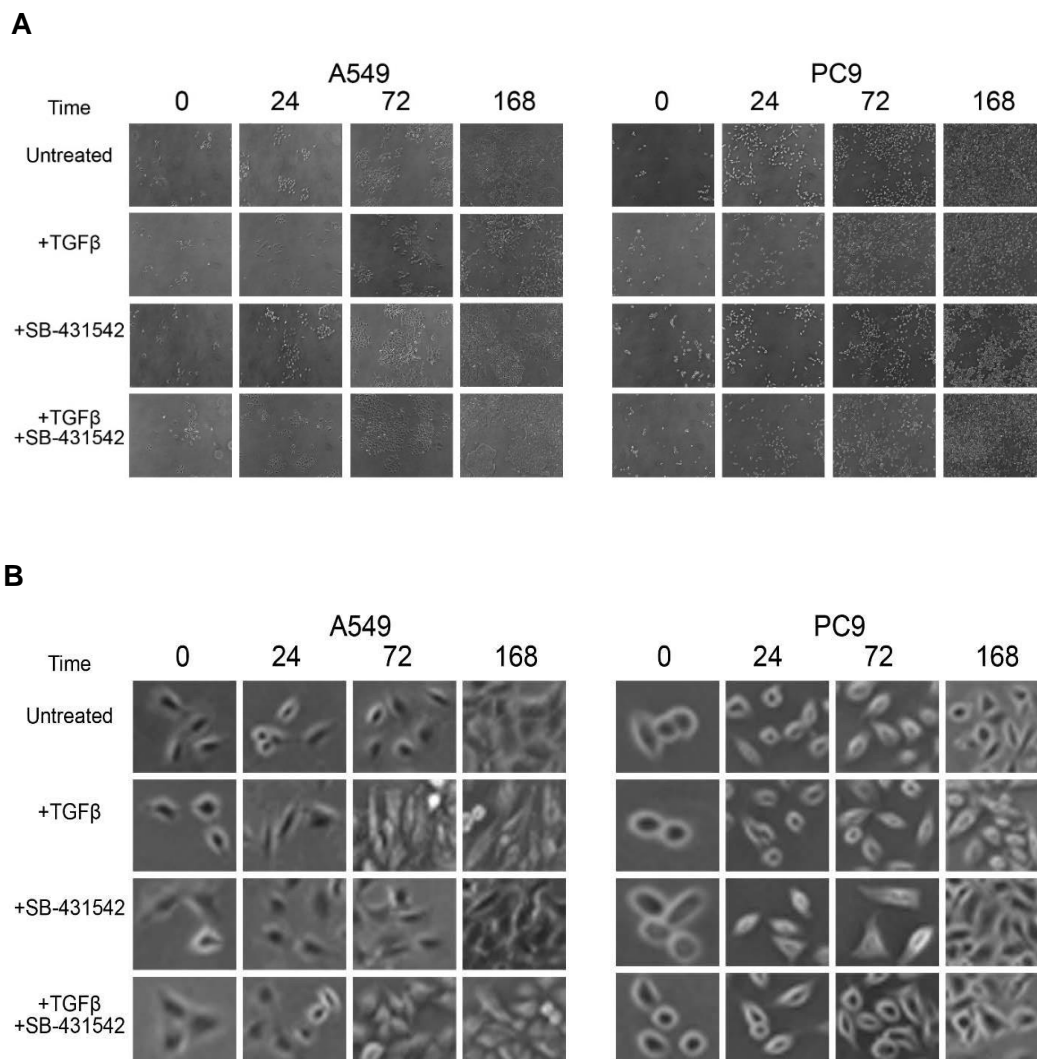 A
A549 PC9
Time 0 24 72 168 0 24 72 168
Untreated
+TGFβ
+SB-431542
+TGFβ
+SB-431542
B
A549 PC9
Time 0 24 72 168 0 24 72 168
Untreated
+TGFβ
+SB-431542
+TGFβ
+SB-431542